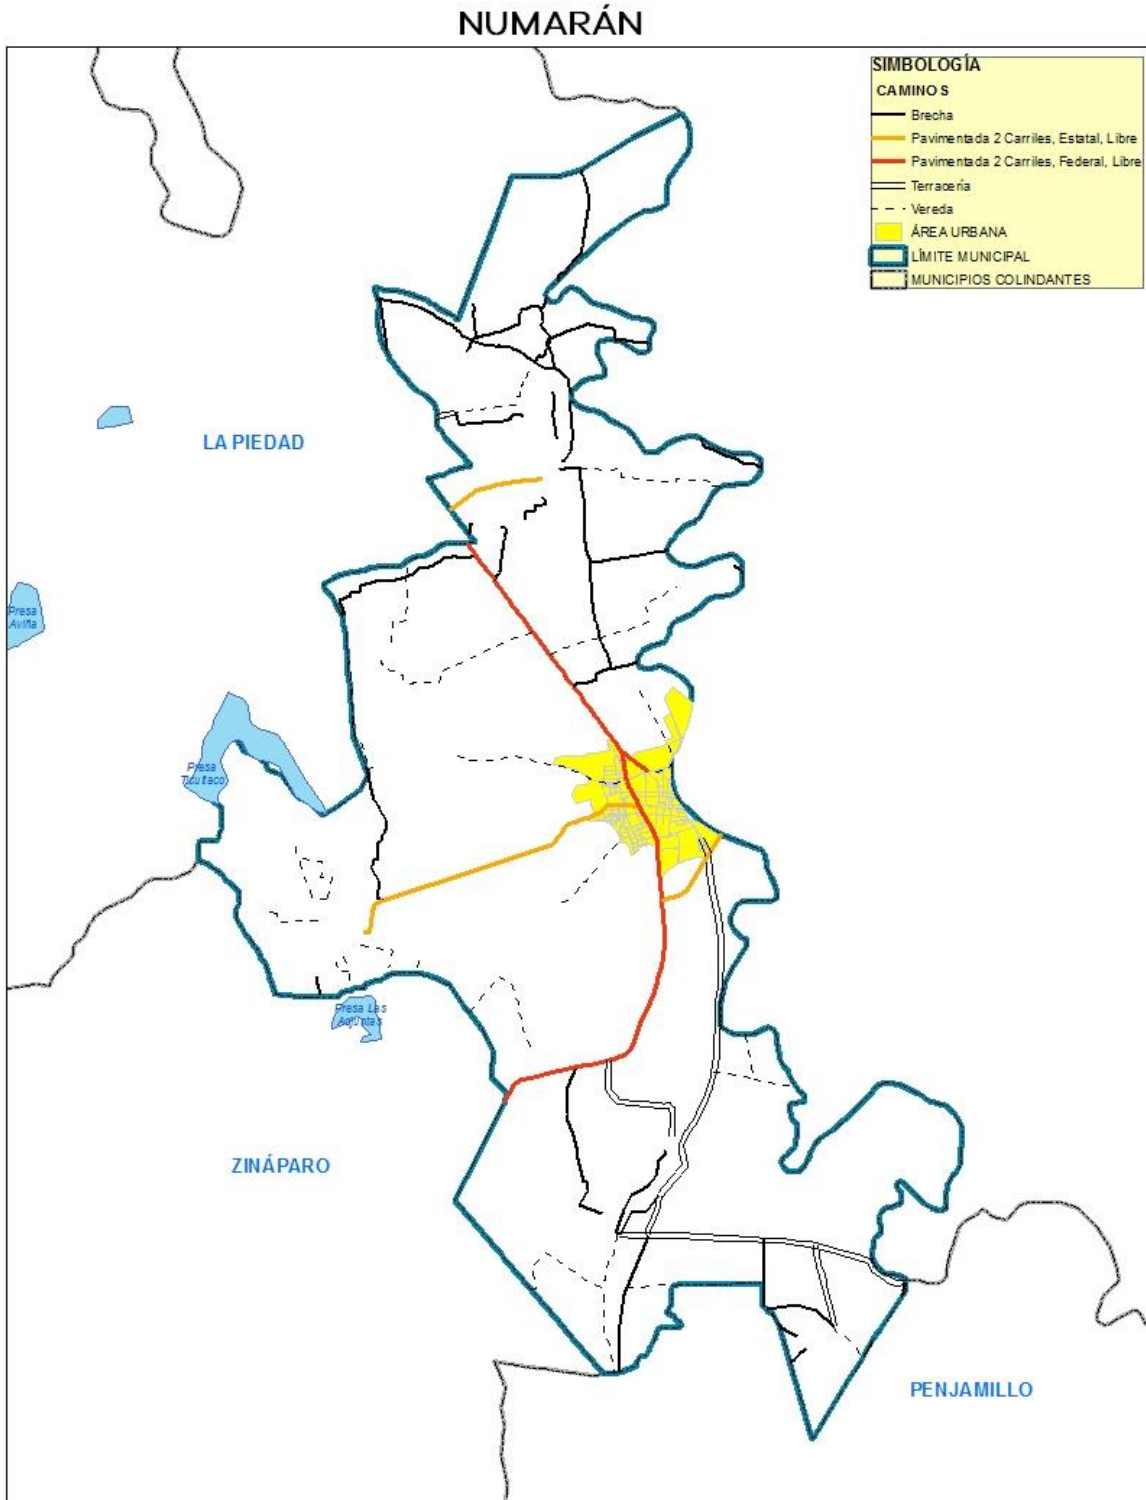 NUMARÁN
SIMBOLOGÍA
CAMINOS
Brecha
Pavimentada 2 Carriles, Estatal, Libre
Pavimentada 2 Carriles, Federal, Libre
Terracería
Vereda
ÁREA URBANA
LÍMITE MUNICIPAL
MUNICIPIOS COLINDANTES
LA PIEDAD
Presa
Aviña
Presa
Presa Las
Adjuntas
ZINÁPARO
PENJAMILLO